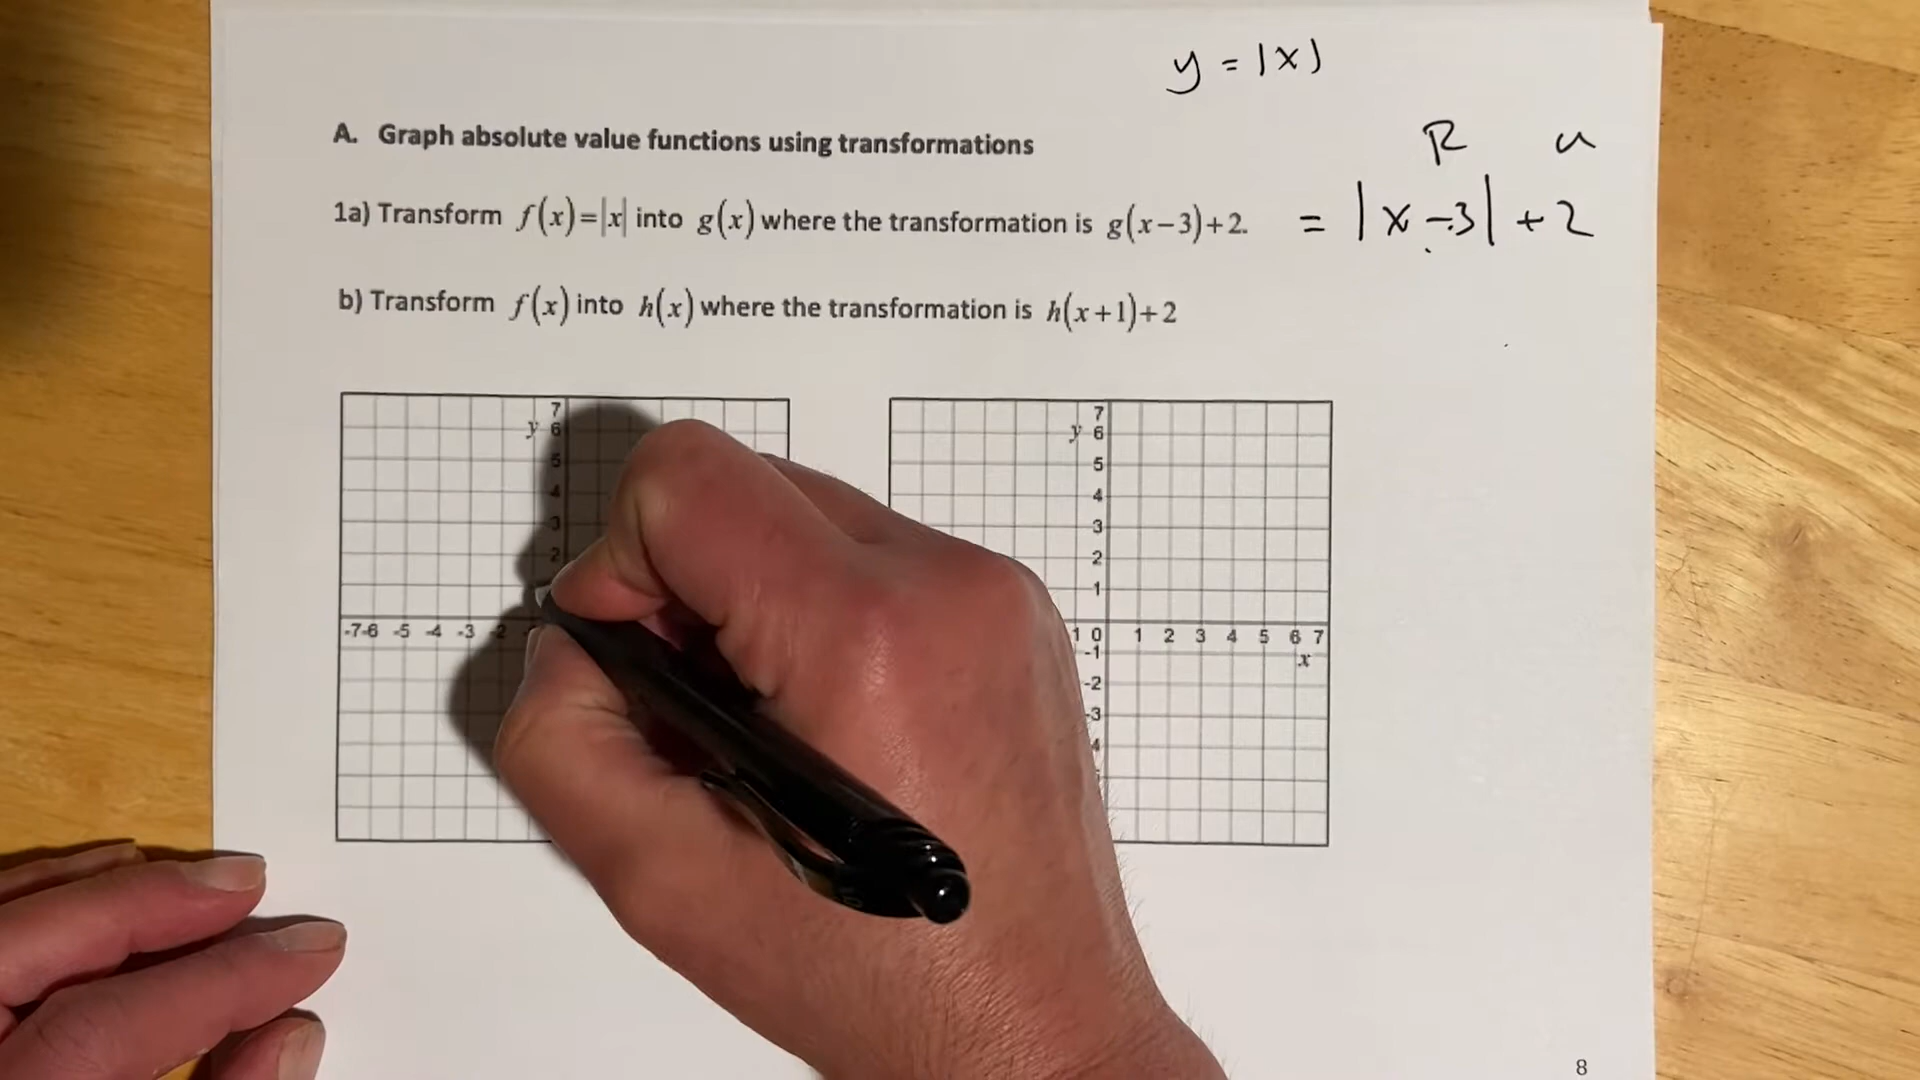 y = |x|
A. Graph absolute value functions using transformations
R u
1a) Transform f(x)=|x| into g(x) where the transformation is g(x−3)+2. = |x −3| + 2
b) Transform f(x) into h(x) where the transformation is h(x+1)+2
7
y 6
5
4
3
2
-7 -6 -5 -4 -3 -2
7
y 6
5
4
3
2
1
1 0 1 2 3 4 5 6 7
-1 x
-2
-3
4
8